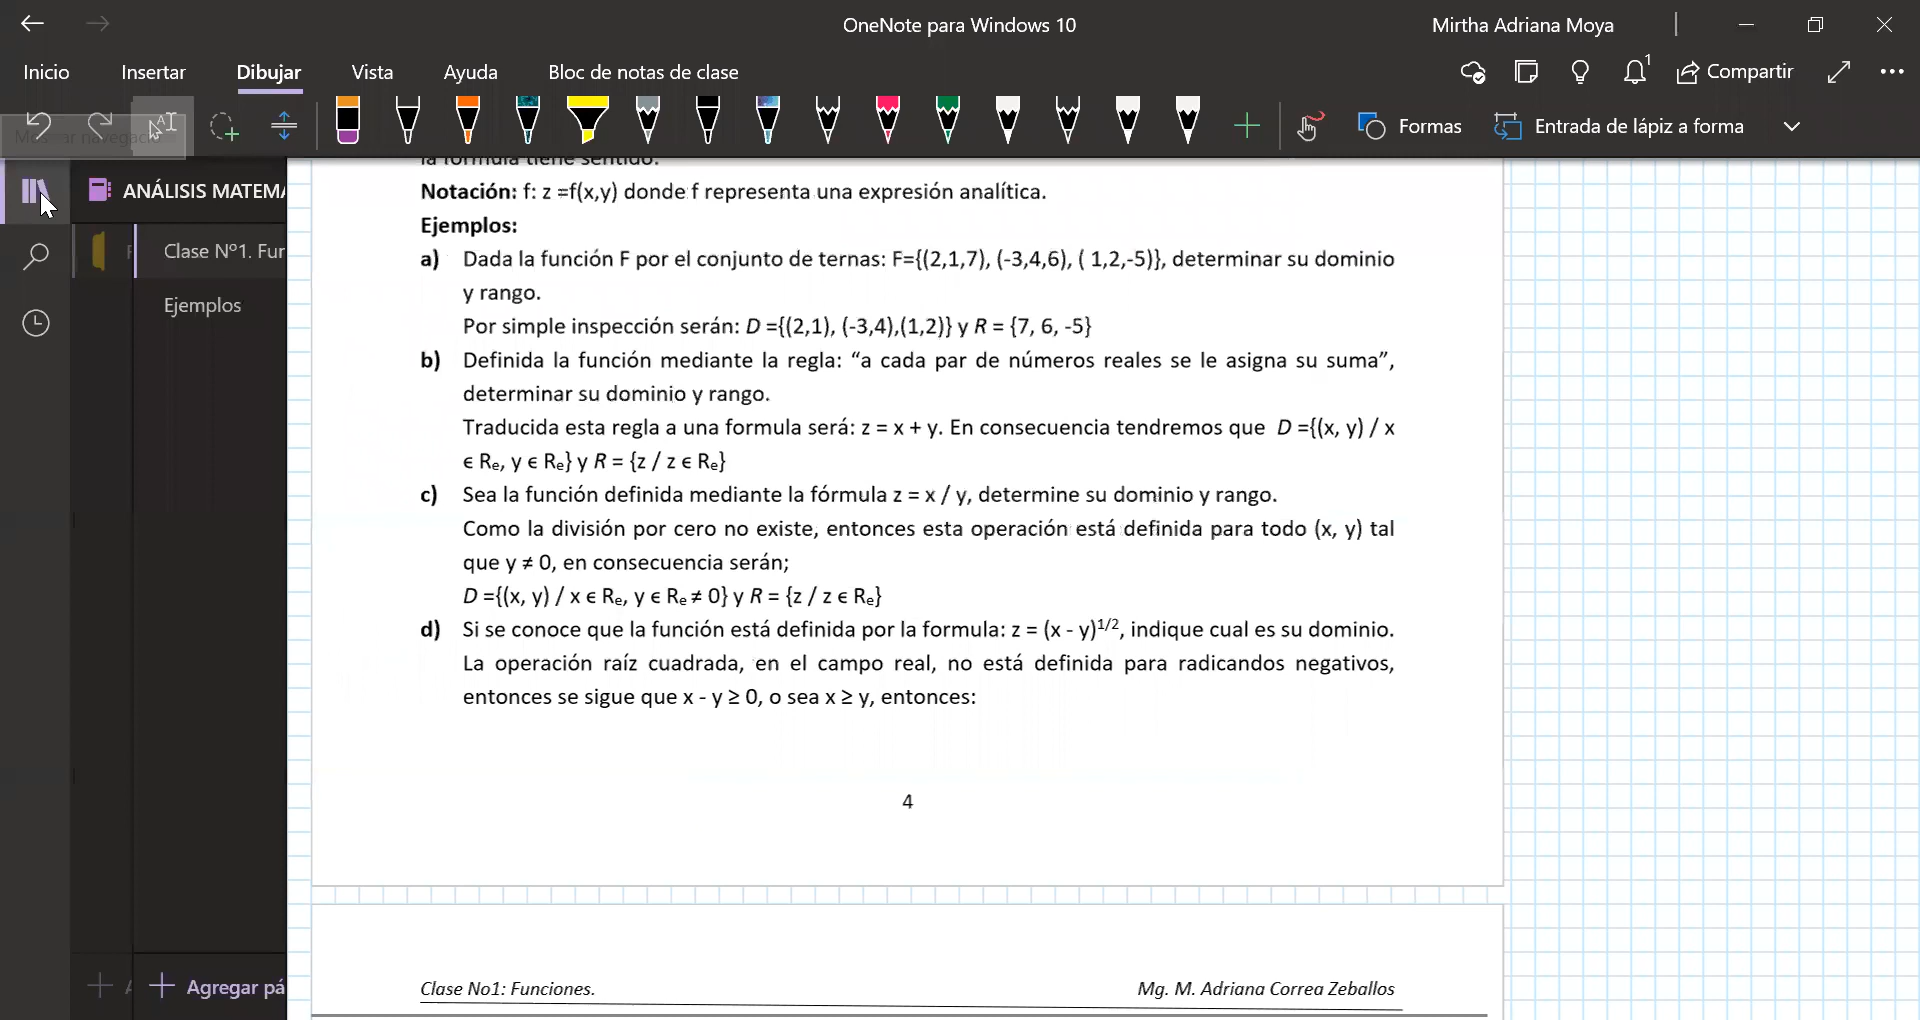 OneNote para Windows 10
Mirtha Adriana Moya
Inicio Insertar Dibujar Vista Ayuda Bloc de notas de clase
1 Compartir
Formas Entrada de lápiz a forma
ANÁLISIS MATEMA
Clase Nº1. Fur
Ejemplos
Agregar pá
la fórmula tiene sentido.
Notación: f: z =f(x,y) donde f representa una expresión analítica.
Ejemplos:
a) Dada la función F por el conjunto de ternas: F={(2,1,7), (-3,4,6), ( 1,2,-5)}, determinar su dominio
y rango.
Por simple inspección serán: D ={(2,1), (-3,4),(1,2)} y R = {7, 6, -5}
b) Definida la función mediante la regla: “a cada par de números reales se le asigna su suma”,
determinar su dominio y rango.
Traducida esta regla a una formula será: z = x + y. En consecuencia tendremos que D ={(x, y) / x
є Rₑ, y є Rₑ} y R = {z / z є Rₑ}
c) Sea la función definida mediante la fórmula z = x / y, determine su dominio y rango.
Como la división por cero no existe, entonces esta operación está definida para todo (x, y) tal
que y ≠ 0, en consecuencia serán;
D ={(x, y) / x є Rₑ, y є Rₑ ≠ 0} y R = {z / z є Rₑ}
d) Si se conoce que la función está definida por la formula: z = (x - y)^1/2, indique cual es su dominio.
La operación raíz cuadrada, en el campo real, no está definida para radicandos negativos,
entonces se sigue que x - y ≥ 0, o sea x ≥ y, entonces:
4
Clase No1: Funciones. Mg. M. Adriana Correa Zeballos